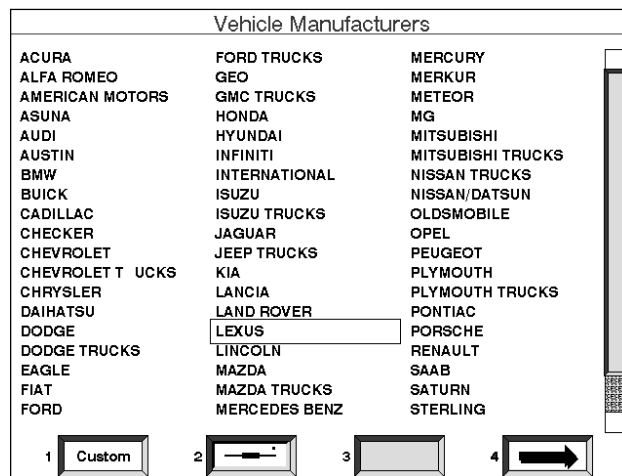 Vehicle Manufacturers
ACURA
ALFA ROMEO
AMERICAN MOTORS
ASUNA
AUDI
AUSTIN
BMW
BUICK
CADILLAC
CHECKER
CHEVROLET
CHEVROLET T UCKS
CHRYSLER
DAIHATSU
DODGE
DODGE TRUCKS
EAGLE
FIAT
FORD
FORD TRUCKS
GEO
GMC TRUCKS
HONDA
HYUNDAI
INFINITI
INTERNATIONAL
ISUZU
ISUZU TRUCKS
JAGUAR
JEEP TRUCKS
KIA
LANCIA
LAND ROVER
LEXUS
LINCOLN
MAZDA
MAZDA TRUCKS
MERCEDES BENZ
MERCURY
MERKUR
METEOR
MG
MITSUBISHI
MITSUBISHI TRUCKS
NISSAN TRUCKS
NISSAN/DATSUN
OLDSMOBILE
OPEL
PEUGEOT
PLYMOUTH
PLYMOUTH TRUCKS
PONTIAC
PORSCHE
RENAULT
SAAB
SATURN
STERLING
1 Custom 2 3 4